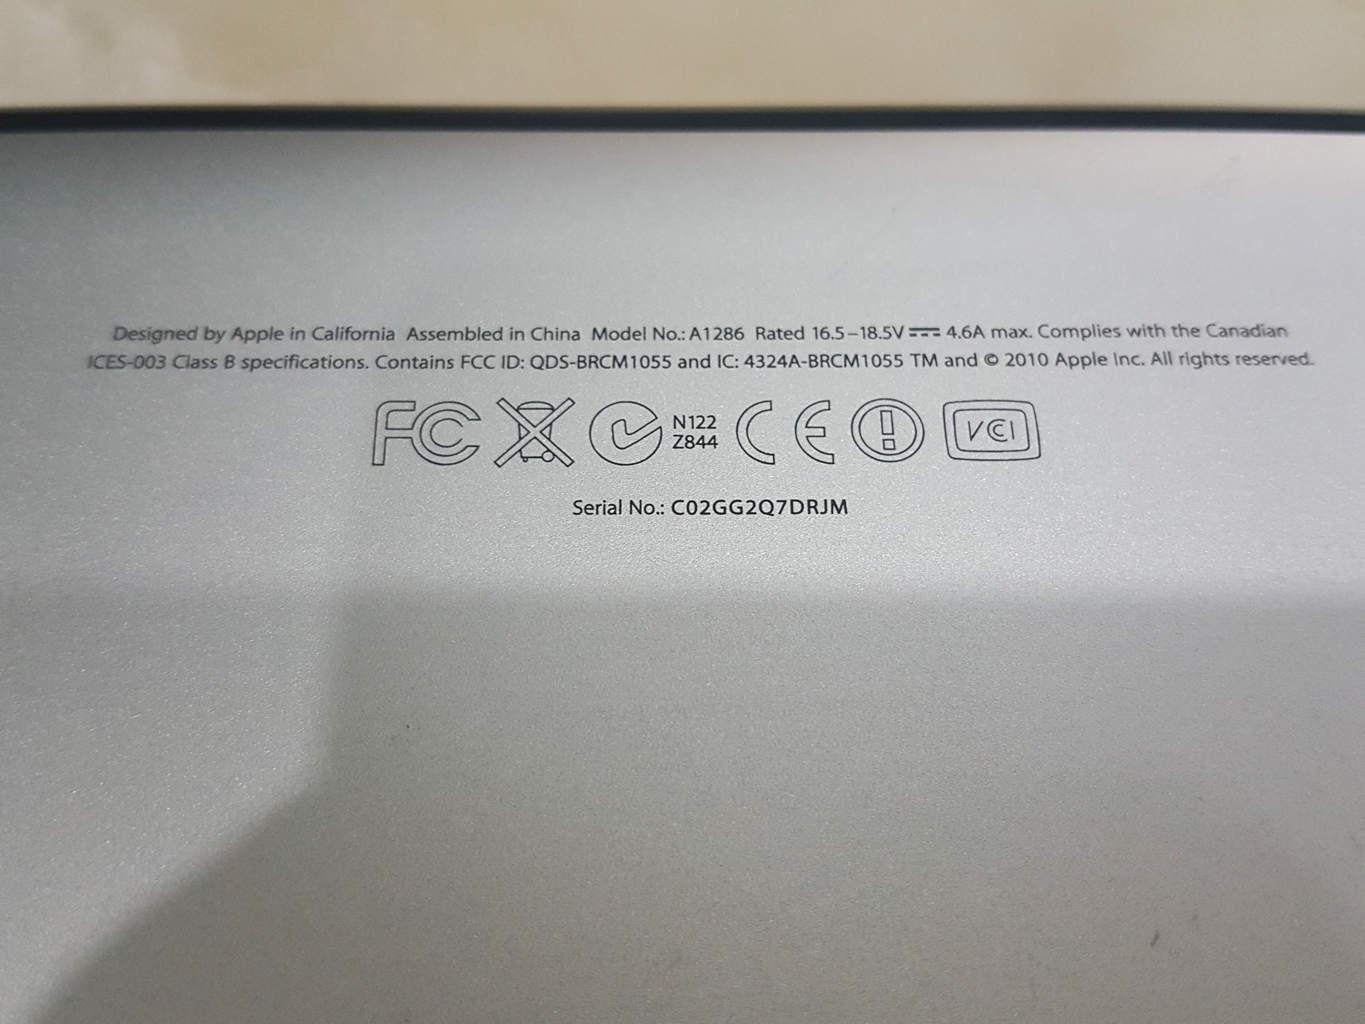 Designed by Apple in California Assembled in China Model No.: A1286 Rated 16.5–18.5V⎓4.6A max. Complies with the Canadian
ICES-003 Class B specifications. Contains FCC ID: QDS-BRCM1055 and IC: 4324A-BRCM1055 TM and © 2010 Apple Inc. All rights reserved.
FC N122 CE VCCI
Z844
Serial No.: C02GG2Q7DRJM